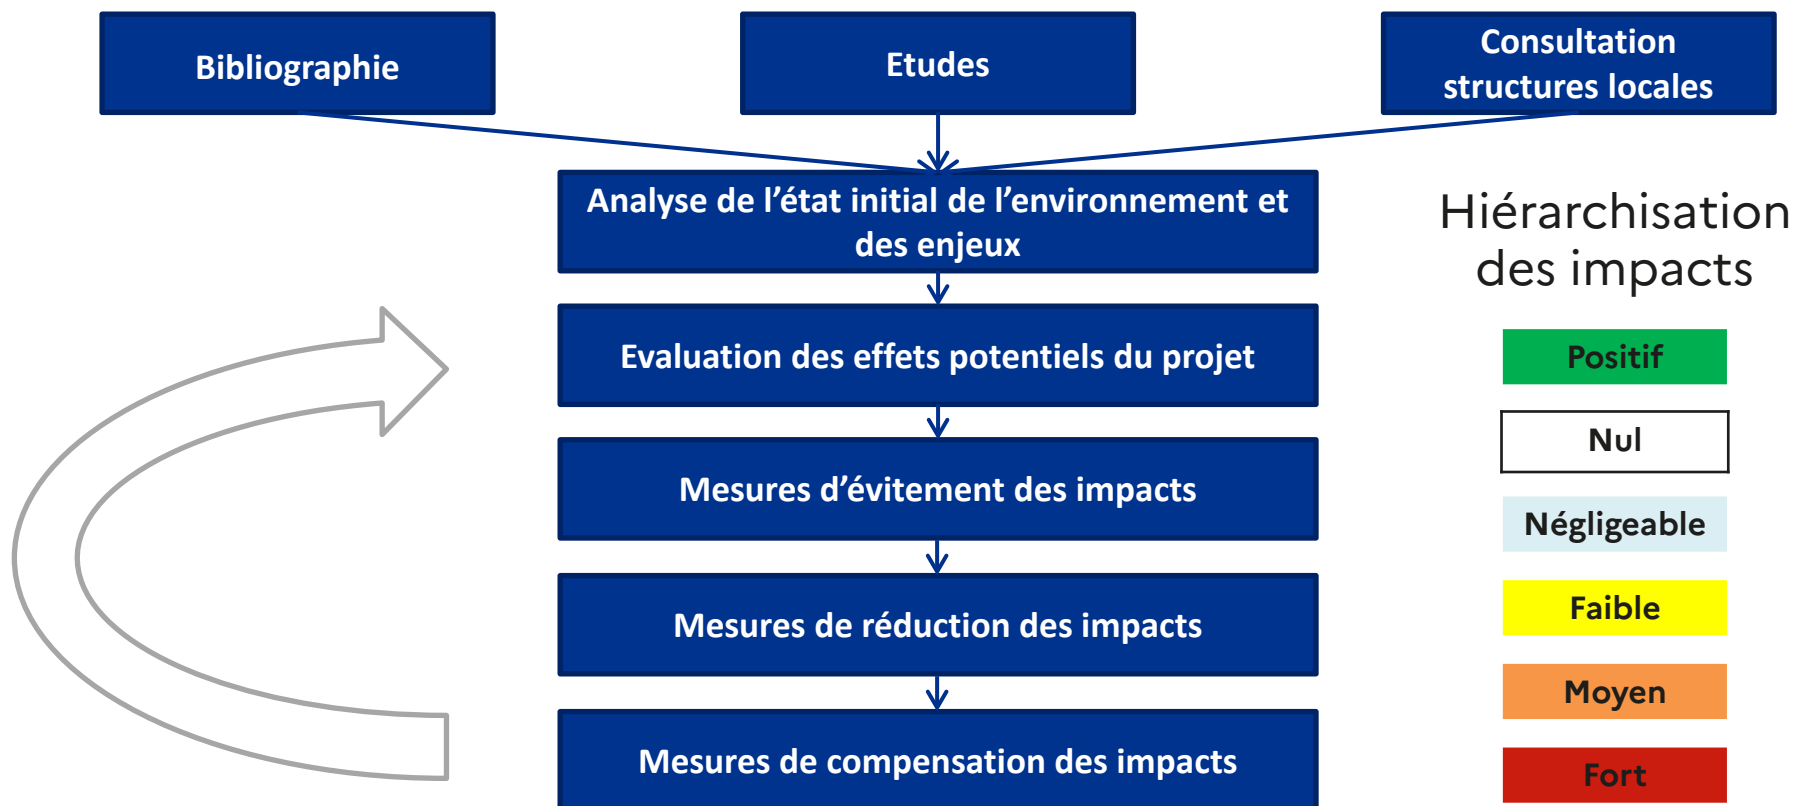 Bibliographie
Etudes
Consultation
structures locales
Analyse de l’état initial de l’environnement et
des enjeux
Evaluation des effets potentiels du projet
Mesures d’évitement des impacts
Mesures de réduction des impacts
Mesures de compensation des impacts
Hiérarchisation
des impacts
Positif
Nul
Négligeable
Faible
Moyen
Fort